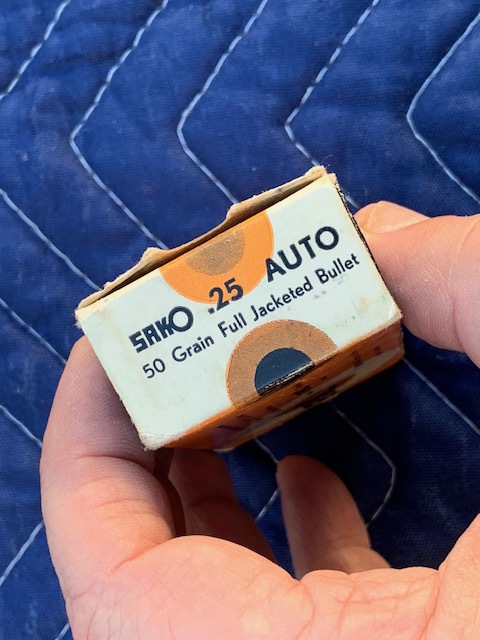 SAKO .25 AUTO
50 Grain Full Jacketed Bullet